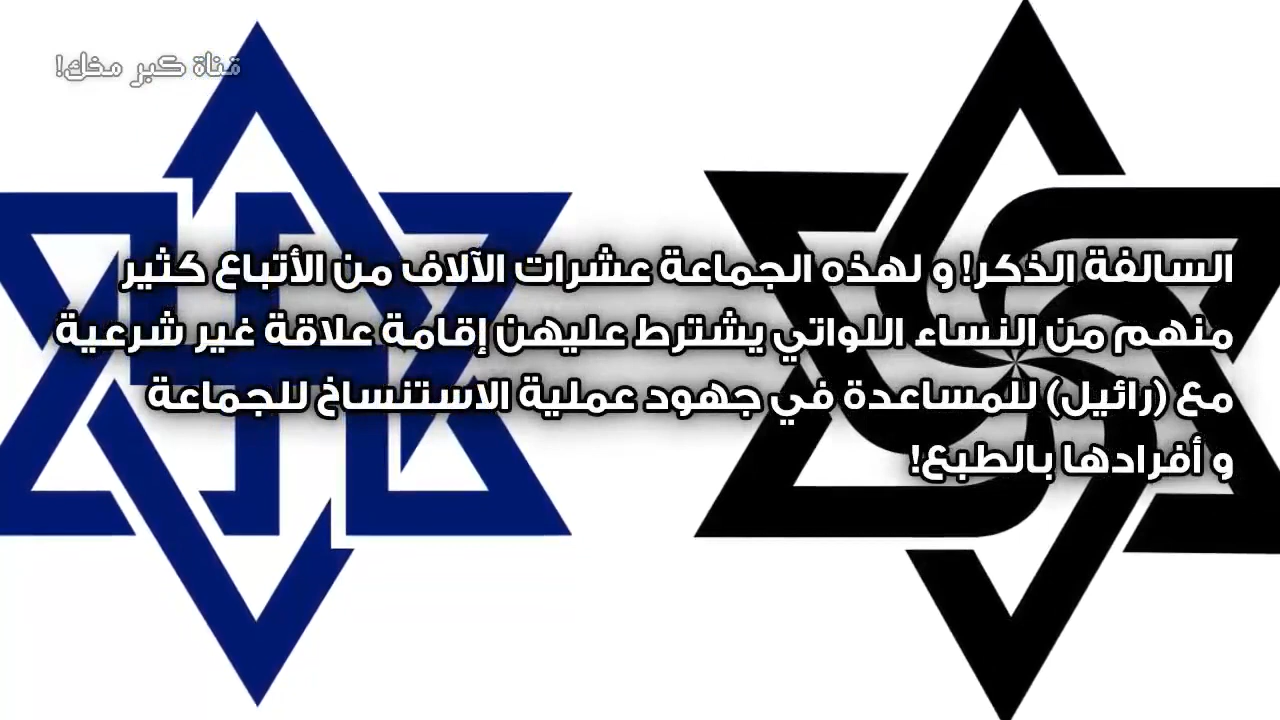 قناة كبر مخك!
السالفة الذكر! و لهذه الجماعة عشرات الآلاف من الأتباع كثير
منهم من النساء اللواتي يشترط عليهن إقامة علاقة غير شرعية
مع (رائيل) للمساعدة في جهود عملية الاستنساخ للجماعة
و أفرادها بالطبع!